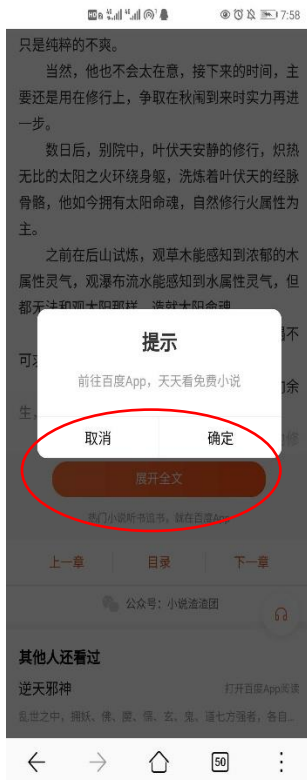 7:58
只是纯粹的不爽。
当然，他也不会太在意，接下来的时间，主
要还是用在修行上，争取在秋闱到来时实力再进
一步。
数日后，别院中，叶伏天安静的修行，炽热
无比的太阳之火环绕身躯，洗炼着叶伏天的经脉
骨骼，他如今拥有太阳命魂，自然修行火属性为
主。
之前在后山试炼，观草木能感知到浓郁的木
属性灵气，观瀑布流水能感知到水属性灵气，但
都无法和观太阳那样，造就太阳命魂
不
可
提示
前往百度App，天天看免费小说
余
生，
取消
确定
修
展开全文
热门小说听书追书，就在百度App
上一章
目录
下一章
公众号：小说渣渣团
其他人还看过
逆天邪神
打开百度App阅读
乱世之中，拥妖、佛、魔、儒、玄、鬼、道七方强者，各自...
50